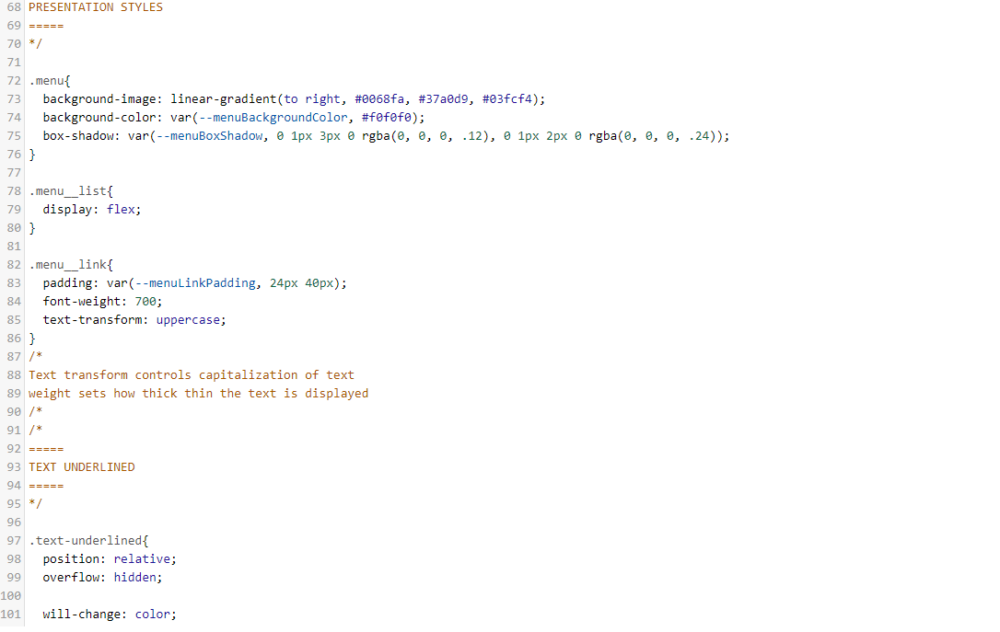 68 PRESENTATION STYLES
69 =====
70 */
71
72 .menu{
73   background-image: linear-gradient(to right, #0068fa, #37a0d9, #03fcf4);
74   background-color: var(--menuBackgroundColor, #f0f0f0);
75   box-shadow: var(--menuBoxShadow, 0 1px 3px 0 rgba(0, 0, 0, .12), 0 1px 2px 0 rgba(0, 0, 0, .24));
76 }
77
78 .menu__list{
79   display: flex;
80 }
81
82 .menu__link{
83   padding: var(--menuLinkPadding, 24px 40px);
84   font-weight: 700;
85   text-transform: uppercase;
86 }
87 /*
88 Text transform controls capitalization of text
89 weight sets how thick thin the text is displayed
90 /*
91 /*
92 =====
93 TEXT UNDERLINED
94 =====
95 */
96
97 .text-underlined{
98   position: relative;
99   overflow: hidden;
100
101   will-change: color;